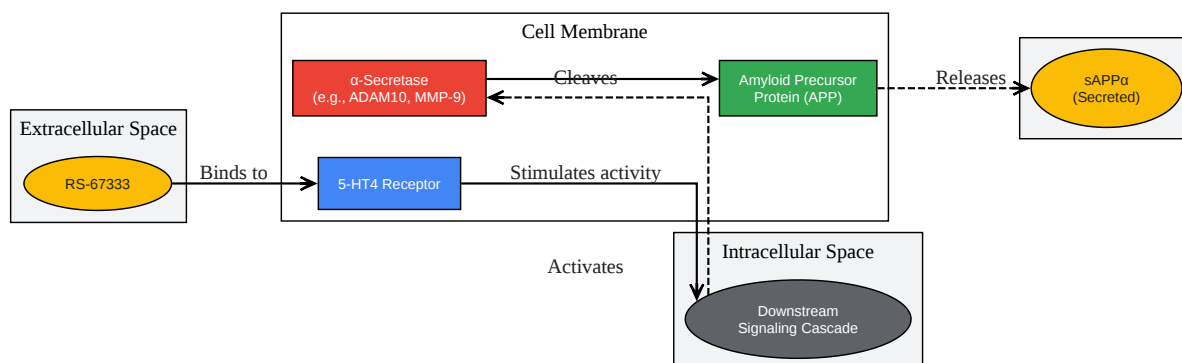 Cell Membrane
α-Secretase
(e.g., ADAM10, MMP-9)
Cleaves
Amyloid Precursor
Protein (APP)
Releases
sAPPα
(Secreted)
Extracellular Space
RS-67333
Binds to
5-HT4 Receptor
Stimulates activity
Activates
Intracellular Space
Downstream
Signaling Cascade